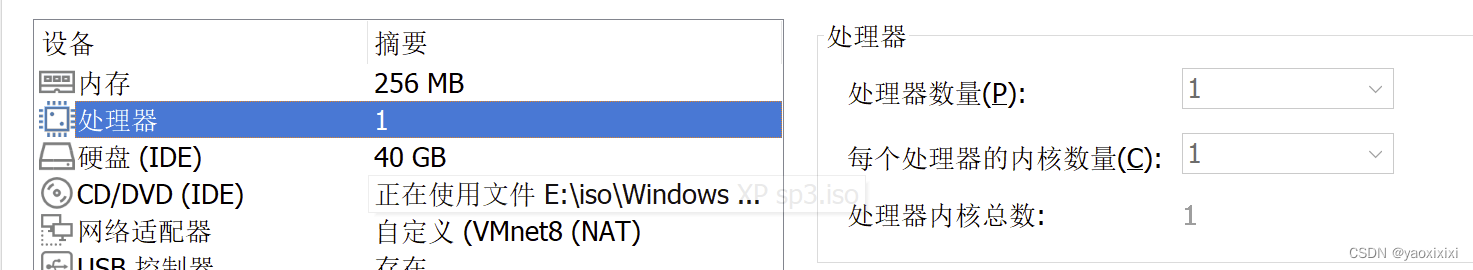 设备 摘要
内存 256 MB
处理器 1
硬盘 (IDE) 40 GB
CD/DVD (IDE) 正在使用文件 E:\iso\Windows ... XP sp3.iso
网络适配器 自定义 (VMnet8 (NAT)
USB 控制器 存在
处理器
处理器数量(P): 1
每个处理器的内核数量(C): 1
处理器内核总数: 1
CSDN @yaoxixixi